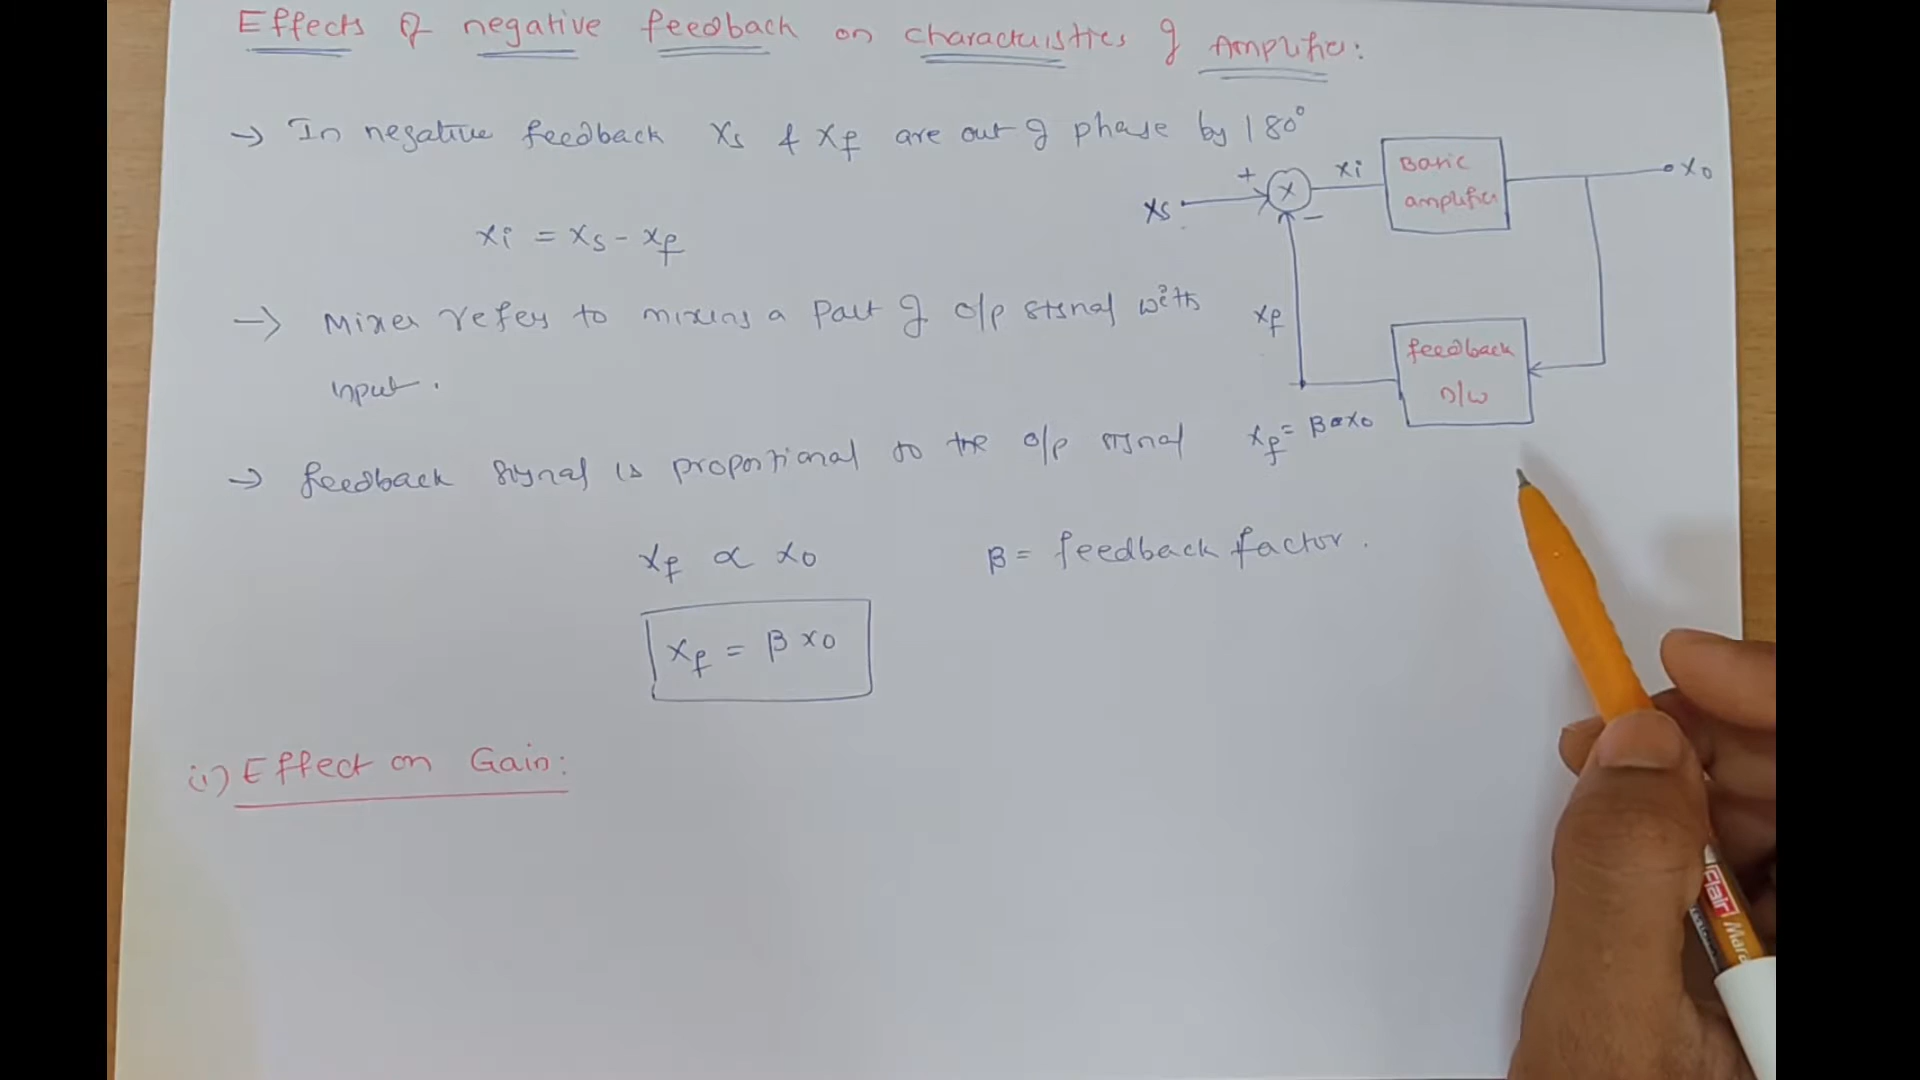 Effects of negative feedback on characteristics of Amplifier:
→ In negative feedback Xs & Xf are out of phase by 180°
Xi = Xs - Xf
→ Mixer refers to mixing a part of o/p signal with
input.
→ feedback signal is proportional to the o/p signal
Xf ∝ Xo
β = feedback factor.
Xf = β Xo
(i) Effect on Gain:
Xs
+
X
-
Xi
Basic
amplifier
Xo
Xf
feedback
n/w
Xf = β Xo
Flair